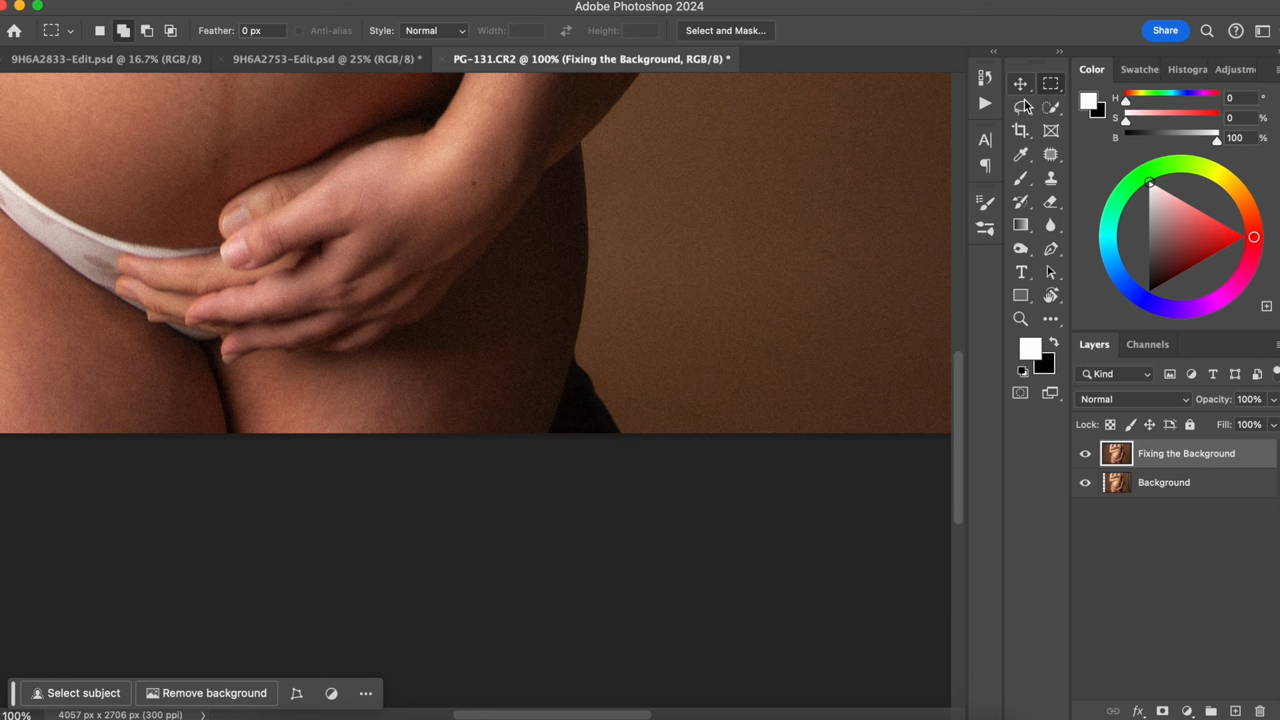 Adobe Photoshop 2024
Feather: 0 px Anti-alias Style: Normal Width: Height: Select and Mask... Share
9H6A2833-Edit.psd @ 16.7% (RGB/8) 9H6A2753-Edit.psd @ 25% (RGB/8) * PG-131.CR2 @ 100% (Fixing the Background, RGB/8) *
Color Swatche Histogra Adjustm
H 0 °
S 0 %
B 100 %
Layers Channels
Kind
Normal Opacity: 100%
Lock: Fill: 100%
Fixing the Background
Background
Select subject Remove background
100% 4057 px x 2706 px (300 ppi)